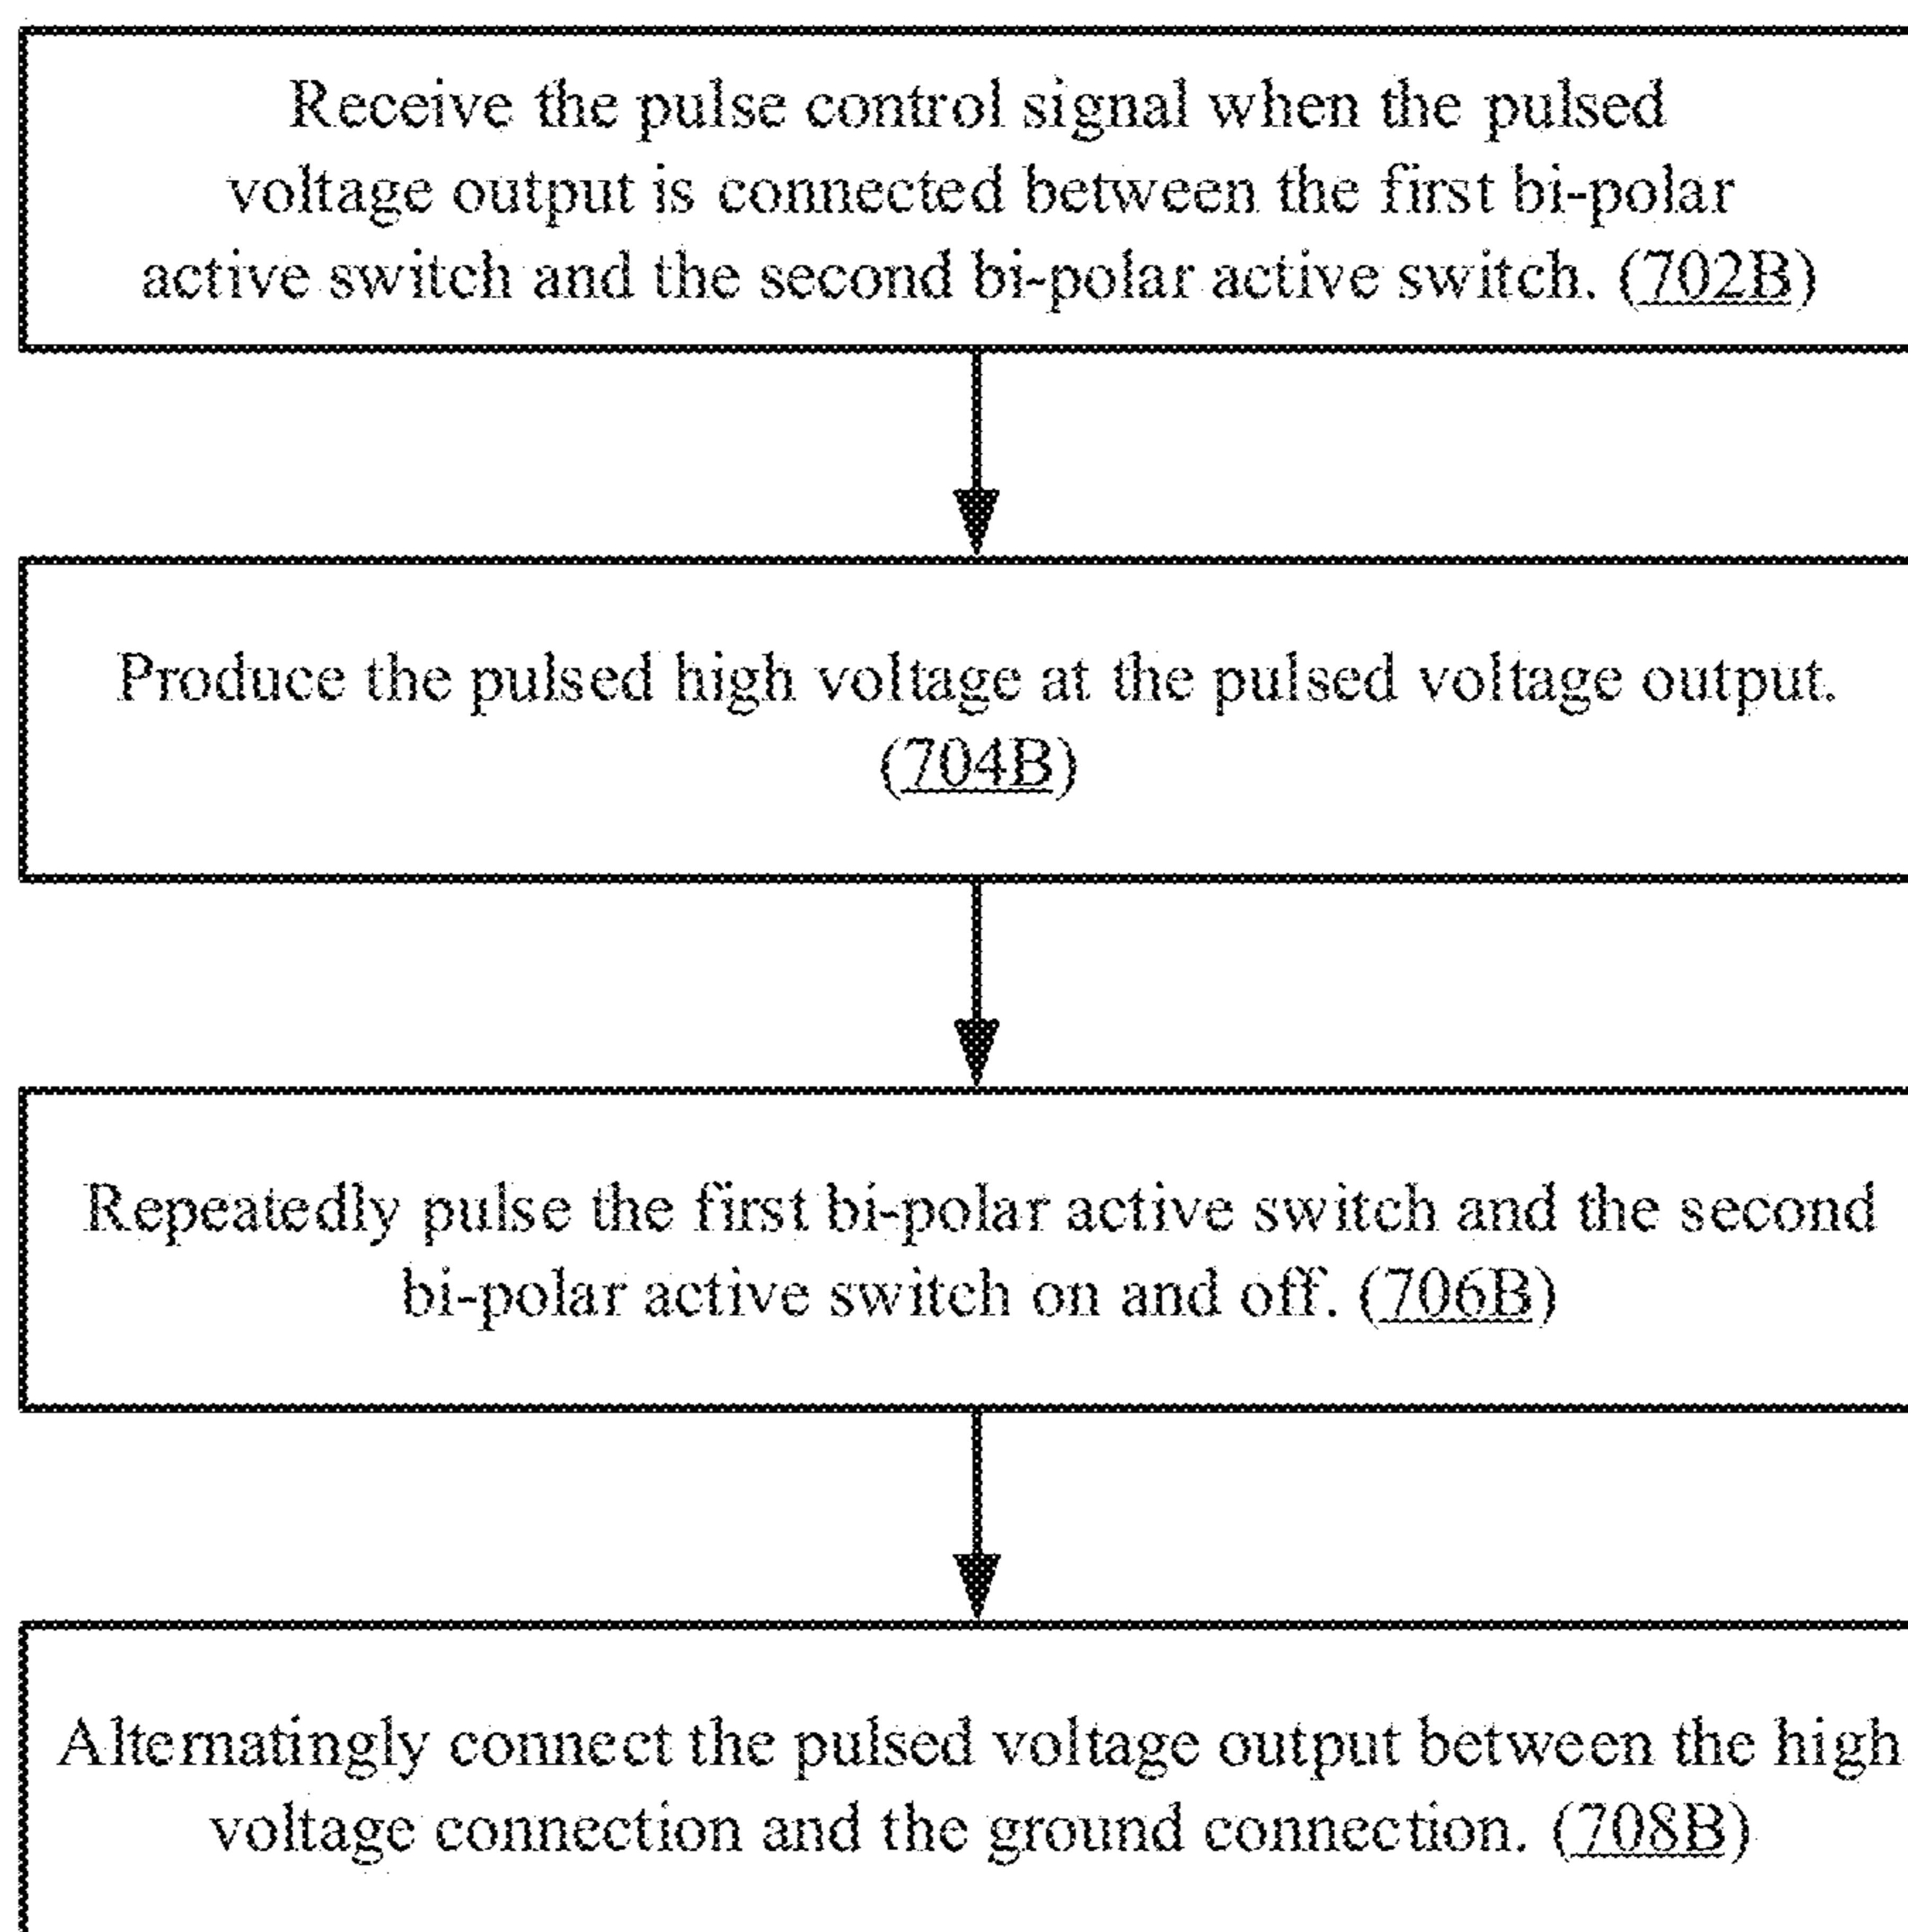 Receive the pulse control signal when the pulsed
voltage output is connected between the first bi-polar
active switch and the second bi-polar active switch. (702B)
Produce the pulsed high voltage at the pulsed voltage output.
(704B)
Repeatedly pulse the first bi-polar active switch and the second
bi-polar active switch on and off. (706B)
Alternatingly connect the pulsed voltage output between the high
voltage connection and the ground connection. (708B)